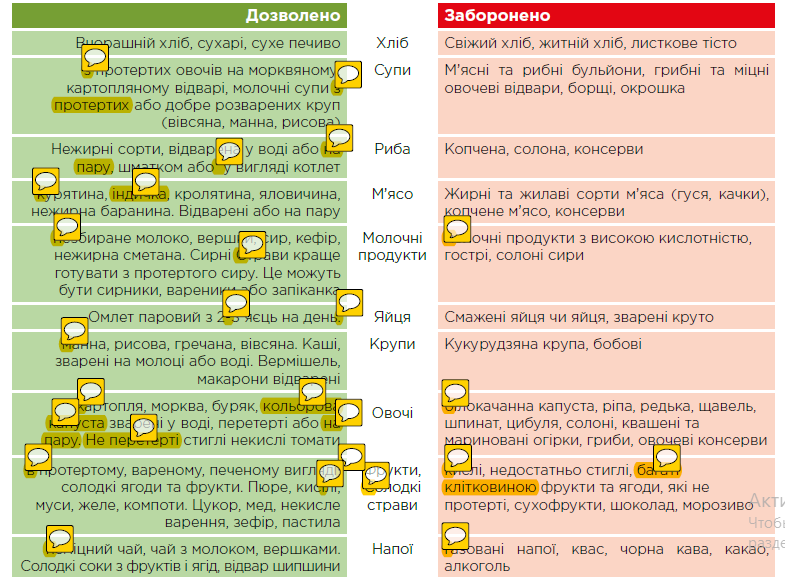 Дозволено
Заборонено
Вчорашній хліб, сухарі, сухе печиво
Хліб
Свіжий хліб, житній хліб, листкове тісто
протертих овочів на морквяному,
картопляному відварі, молочні супи з
протертих або добре розварених круп
(вівсяна, манна, рисова)
Супи
М'ясні та рибні бульйони, грибні та міцні
овочеві відвари, борщі, окрошка
Нежирні сорти, відварена у воді або на
пару, шматком або у вигляді котлет
Риба
Копчена, солона, консерви
курятина, індичка, кролятина, яловичина,
нежирна баранина. Відварені або на пару
М'ясо
Жирні та жилаві сорти м'яса (гуся, качки),
копчене м'ясо, консерви
незбиране молоко, вершки, сир, кефір,
нежирна сметана. Сирні страви краще
готувати з протертого сиру. Це можуть
бути сирники, вареники або запіканка
Молочні
продукти
молочні продукти з високою кислотністю,
гострі, солоні сири
Омлет паровий з 2-3 яєць на день.
Яйця
Смажені яйця чи яйця, зварені круто
манна, рисова, гречана, вівсяна. Каші,
зварені на молоці або воді. Вермішель,
макарони відварені
Крупи
Кукурудзяна крупа, бобові
картопля, морква, буряк, кольорова
капуста зварені у воді, перетерті або на
пару. Не перетерті стиглі некислі томати
Овочі
білокачанна капуста, ріпа, редька, щавель,
шпинат, цибуля, солоні, квашені та
мариновані огірки, гриби, овочеві консерви
в протертому, вареному, печеному вигляді
солодкі ягоди та фрукти. Пюре, киселі,
муси, желе, компоти. Цукор, мед, некисле
варення, зефір, пастила
Фрукти,
Солодкі
страви
кислі, недостатньо стиглі, багаті
клітковиною фрукти та ягоди, які не
протерті, сухофрукти, шоколад, морозиво
чай, чай з молоком, вершками.
Солодкі соки з фруктів і ягід, відвар шипшини
Напої
газовані напої, квас, чорна кава, какао,
алкоголь